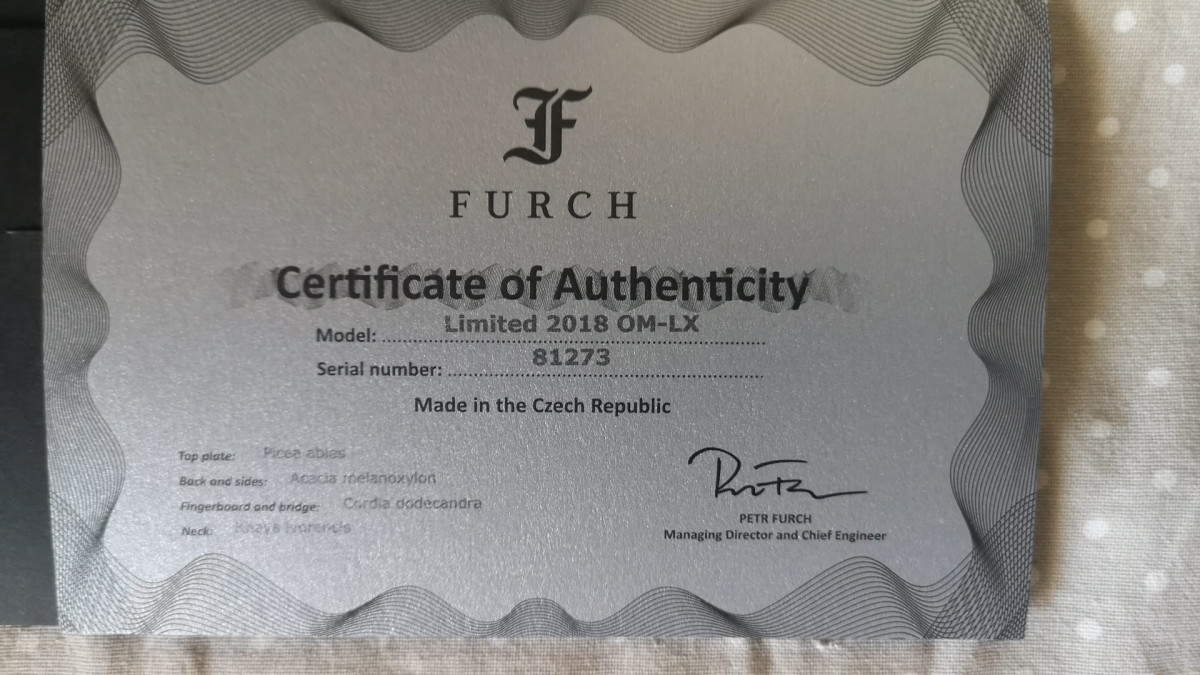 F
FURCH
Certificate of Authenticity
Model: Limited 2018 OM-LX
Serial number: 81273
Made in the Czech Republic
Top plate: Picea abies
Back and sides: Acacia melanoxylon
Fingerboard and bridge: Cordia dodecandra
Neck: Khaya ivorensis
PETR FURCH
Managing Director and Chief Engineer